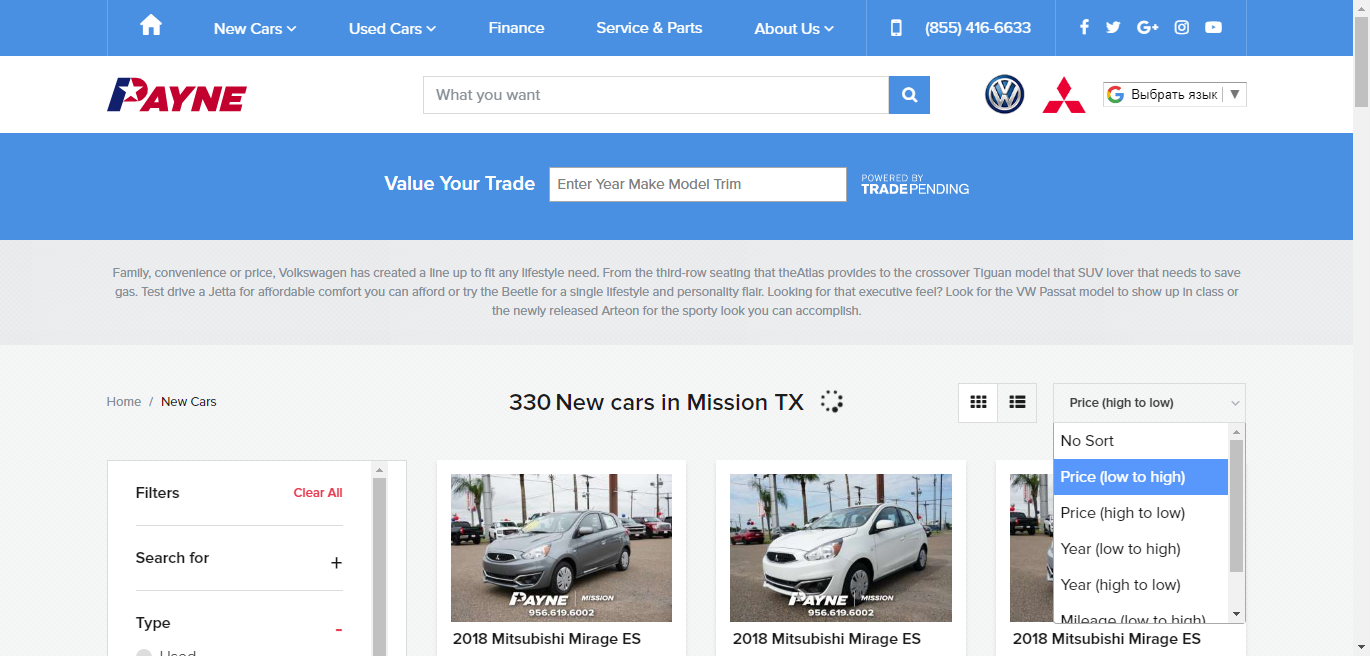 New Cars
Used Cars
Finance
Service & Parts
About Us
(855) 416-6633
PAYNE
What you want
Выбрать язык
Value Your Trade
Enter Year Make Model Trim
POWERED BY
TRADEPENDING
Family, convenience or price, Volkswagen has created a line up to fit any lifestyle need. From the third-row seating that theAtlas provides to the crossover Tiguan model that SUV lover that needs to save
gas. Test drive a Jetta for affordable comfort you can afford or try the Beetle for a single lifestyle and personality flair. Looking for that executive feel? Look for the VW Passat model to show up in class or
the newly released Arteon for the sporty look you can accomplish.
Home / New Cars
330 New cars in Mission TX
Price (high to low)
No Sort
Price (low to high)
Price (high to low)
Year (low to high)
Year (high to low)
Mileage (low to high)
Filters
Clear All
Search for
+
Type
-
Used
PAYNE MISSION
956.619.6002
2018 Mitsubishi Mirage ES
PAYNE MISSION
956.619.6002
2018 Mitsubishi Mirage ES
2018 Mitsubishi Mirage ES